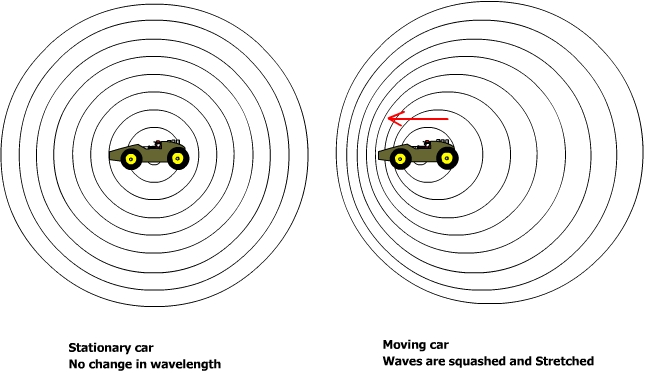 Stationary car
No change in wavelength
Moving car
Waves are squashed and Stretched